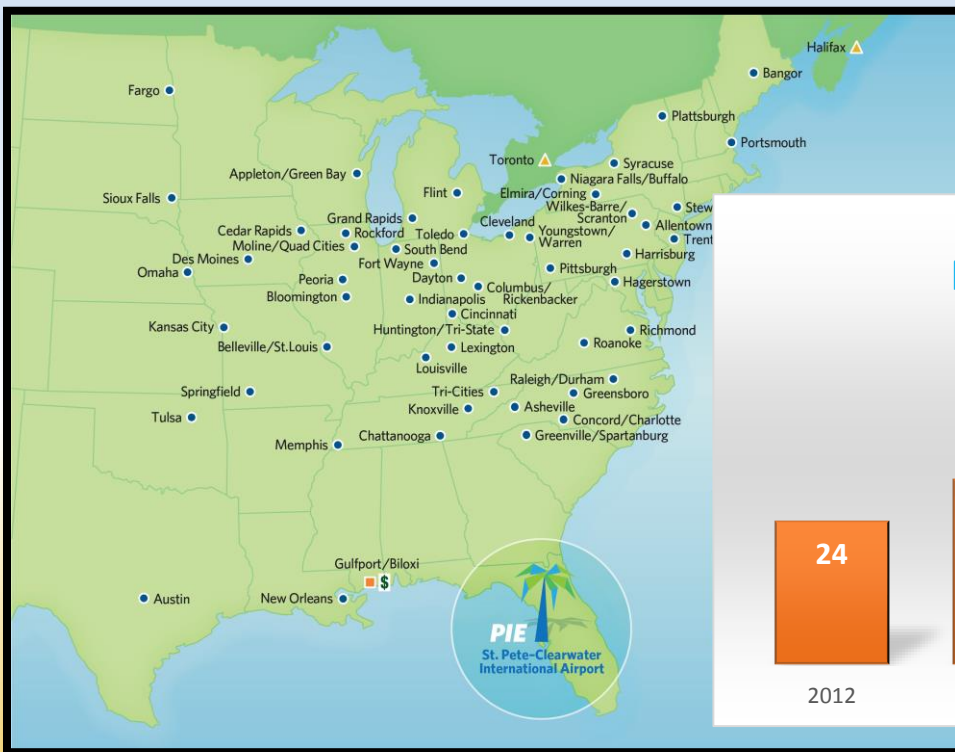 Halifax
Bangor
Fargo
Plattsburgh
Portsmouth
Toronto
Syracuse
Appleton/Green Bay
Niagara Falls/Buffalo
Flint
Elmira/Corning
Sioux Falls
Wilkes-Barre/
Scranton
Grand Rapids
Cleveland
Allentown
Cedar Rapids
Rockford
Toledo
Youngstown/
Warren
Moline/Quad Cities
South Bend
Harrisburg
Des Moines
Fort Wayne
Pittsburgh
Omaha
Peoria
Dayton
Hagerstown
Columbus/
Rickenbacker
Bloomington
Indianapolis
Cincinnati
Kansas City
Huntington/Tri-State
Richmond
Belleville/St.Louis
Lexington
Roanoke
Louisville
Raleigh/Durham
Springfield
Tri-Cities
Greensboro
Tulsa
Knoxville
Asheville
Concord/Charlotte
Memphis
Chattanooga
Greenville/Spartanburg
24
Gulfport/Biloxi
$
Austin
New Orleans
PIE
St. Pete-Clearwater
International Airport
2012